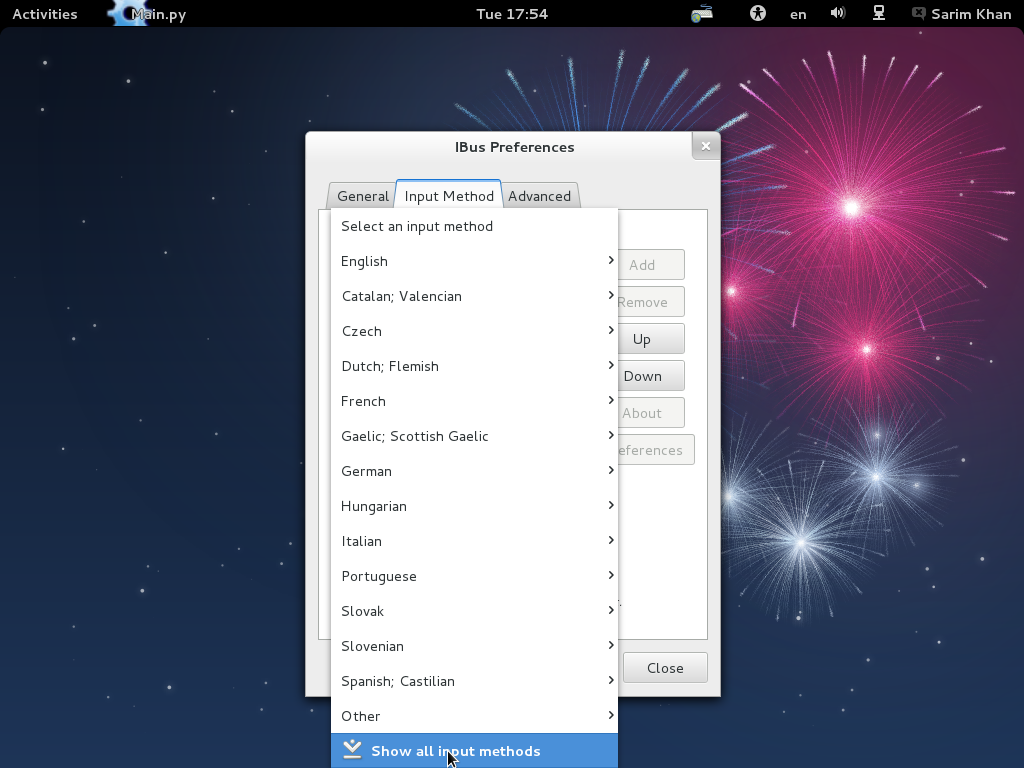 Activities
Main.py
Tue 17:54
en
Sarim Khan
IBus Preferences
General
Input Method
Advanced
Select an input method
English
Catalan; Valencian
Czech
Dutch; Flemish
French
Gaelic; Scottish Gaelic
German
Hungarian
Italian
Portuguese
Slovak
Slovenian
Spanish; Castilian
Other
Show all input methods
Add
Remove
Up
Down
About
eferences
Close